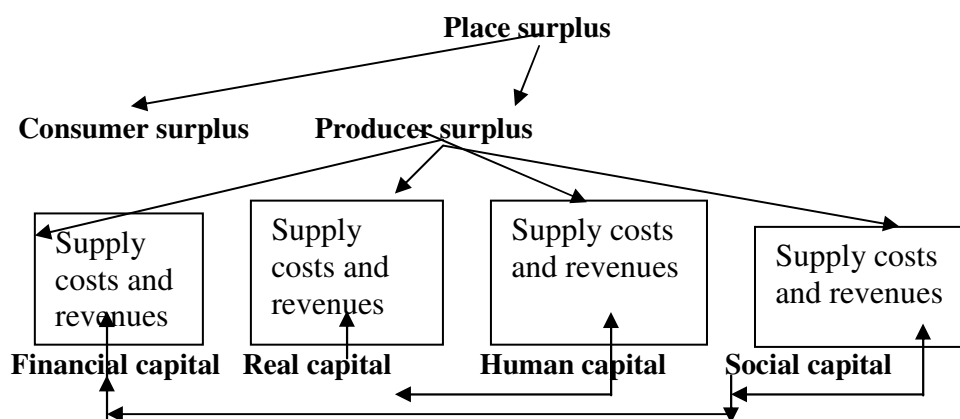 Place surplus
Consumer surplus
Producer surplus
Supply
costs and
revenues
Supply
costs and
revenues
Supply costs
and revenues
Supply costs
and revenues
Financial capital
Real capital
Human capital
Social capital